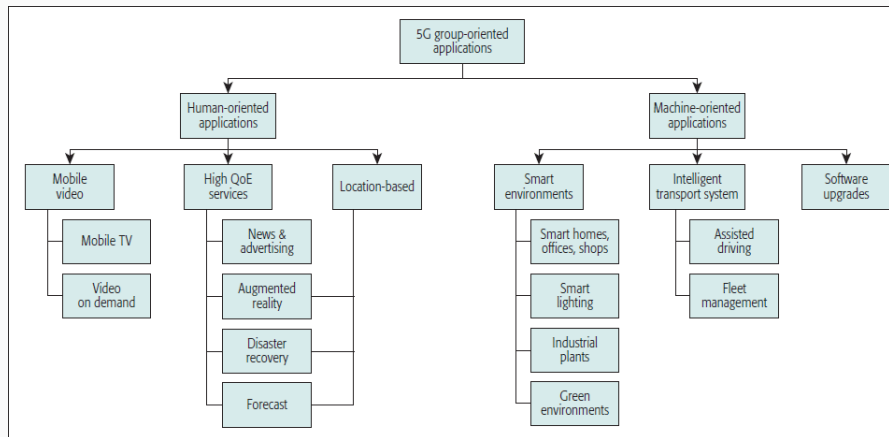 5G group-oriented
applications
Human-oriented
applications
Machine-oriented
applications
Mobile
video
High QoE
services
Location-based
Smart
environments
Intelligent
transport system
Software
upgrades
Mobile TV
News &
advertising
Smart homes,
offices, shops
Assisted
driving
Video
on demand
Augmented
reality
Smart
lighting
Fleet
management
Disaster
recovery
Industrial
plants
Forecast
Green
environments